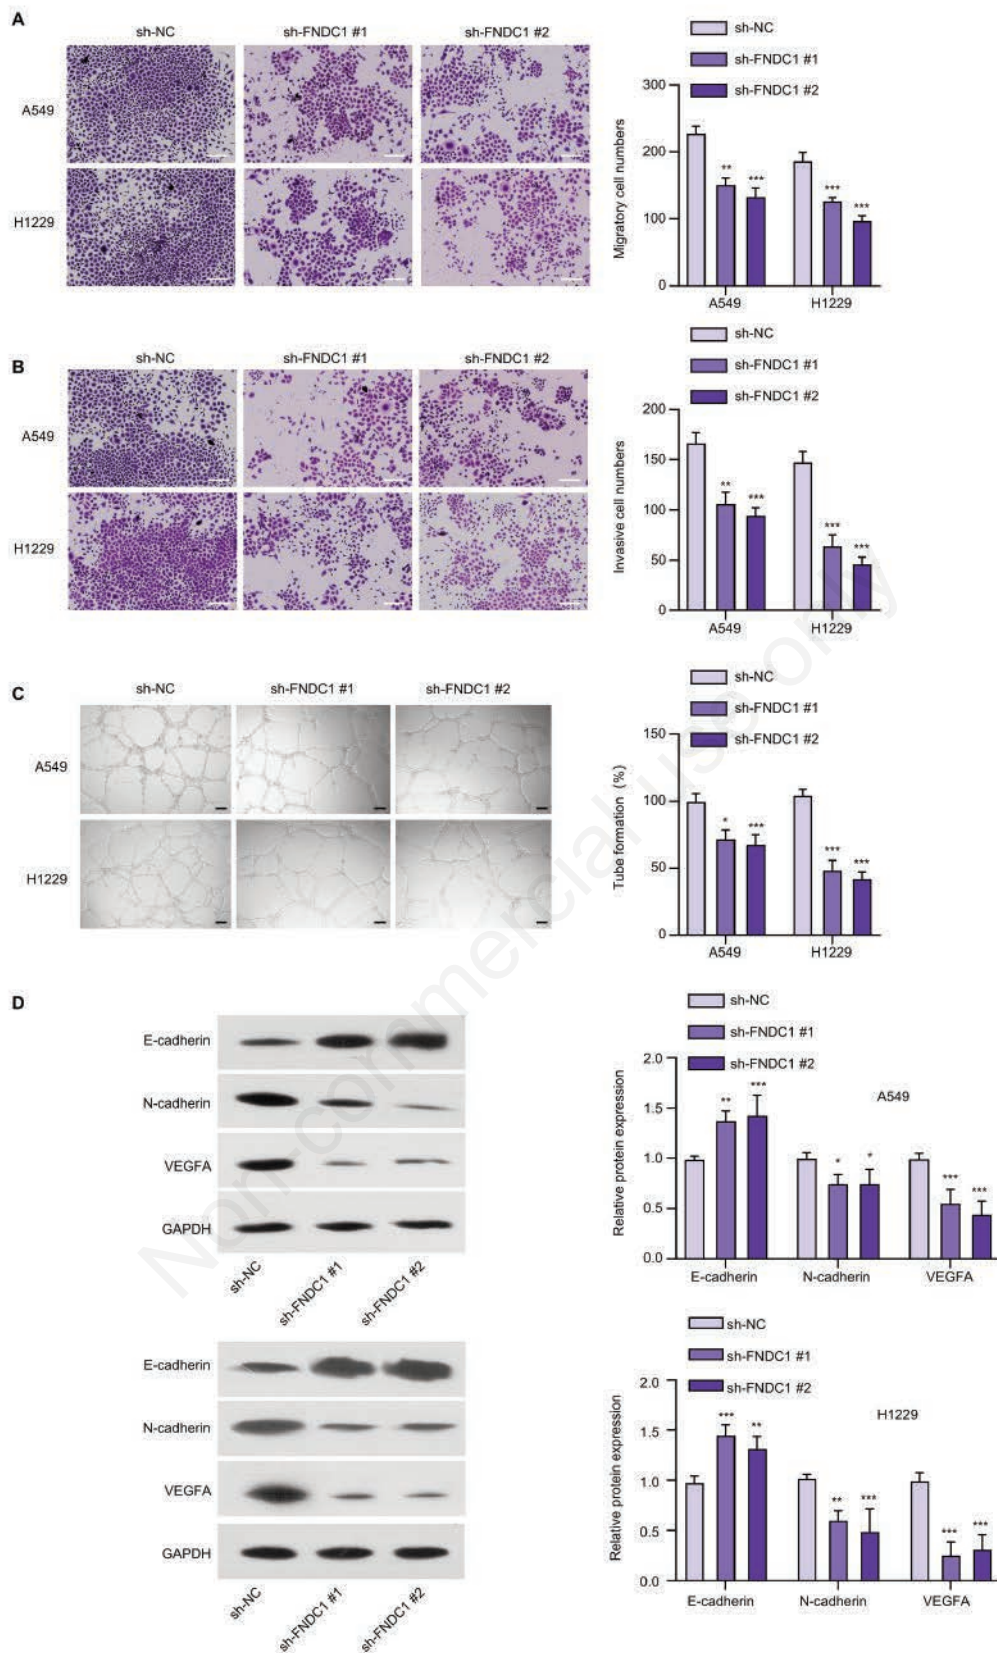 A
sh-NC sh-FNDC1 #1 sh-FNDC1 #2
A549
H1229
sh-NC
sh-FNDC1 #1
sh-FNDC1 #2
Migratory cell numbers
300
200
100
0
** *** *** ***
A549 H1229
B
sh-NC sh-FNDC1 #1 sh-FNDC1 #2
A549
H1229
sh-NC
sh-FNDC1 #1
sh-FNDC1 #2
Invasive cell numbers
200
150
100
50
0
** *** *** ***
A549 H1229
C
sh-NC sh-FNDC1 #1 sh-FNDC1 #2
A549
H1229
sh-NC
sh-FNDC1 #1
sh-FNDC1 #2
Tube formation (%)
150
100
50
0
* *** *** ***
A549 H1229
D
E-cadherin
N-cadherin
VEGFA
GAPDH
sh-NC sh-FNDC1 #1 sh-FNDC1 #2
sh-NC
sh-FNDC1 #1
sh-FNDC1 #2
A549
Relative protein expression
2.0
1.5
1.0
0.5
0.0
** *** * * *** ***
E-cadherin N-cadherin VEGFA
E-cadherin
N-cadherin
VEGFA
GAPDH
sh-NC sh-FNDC1 #1 sh-FNDC1 #2
sh-NC
sh-FNDC1 #1
sh-FNDC1 #2
H1229
Relative protein expression
2.0
1.5
1.0
0.5
0.0
*** ** ** *** *** ***
E-cadherin N-cadherin VEGFA
Non-commercial use only